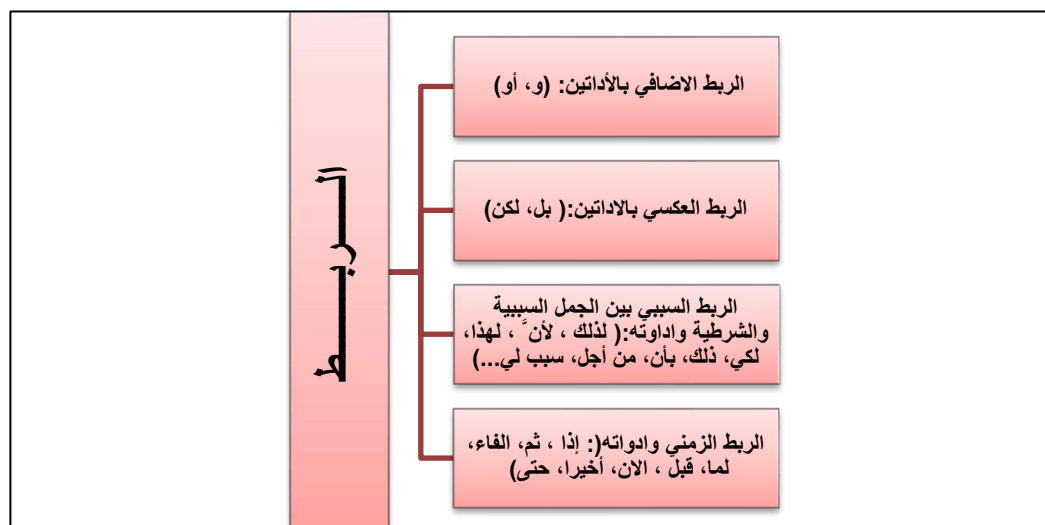 الـــربـــــط
الربط الاضافي بالأداتين: (و، أو)
الربط العكسي بالاداتين:( بل، لكن)
الربط السببي بين الجمل السببية
والشرطية واداوته:( لذلك ، لأن َّ ، لهذا،
لكي، ذلك، بأن، من أجل، سبب لي...)
الربط الزمني وادواته(: إذا ، ثم، الفاء،
لما، قبل ، الان، أخيرا، حتى)